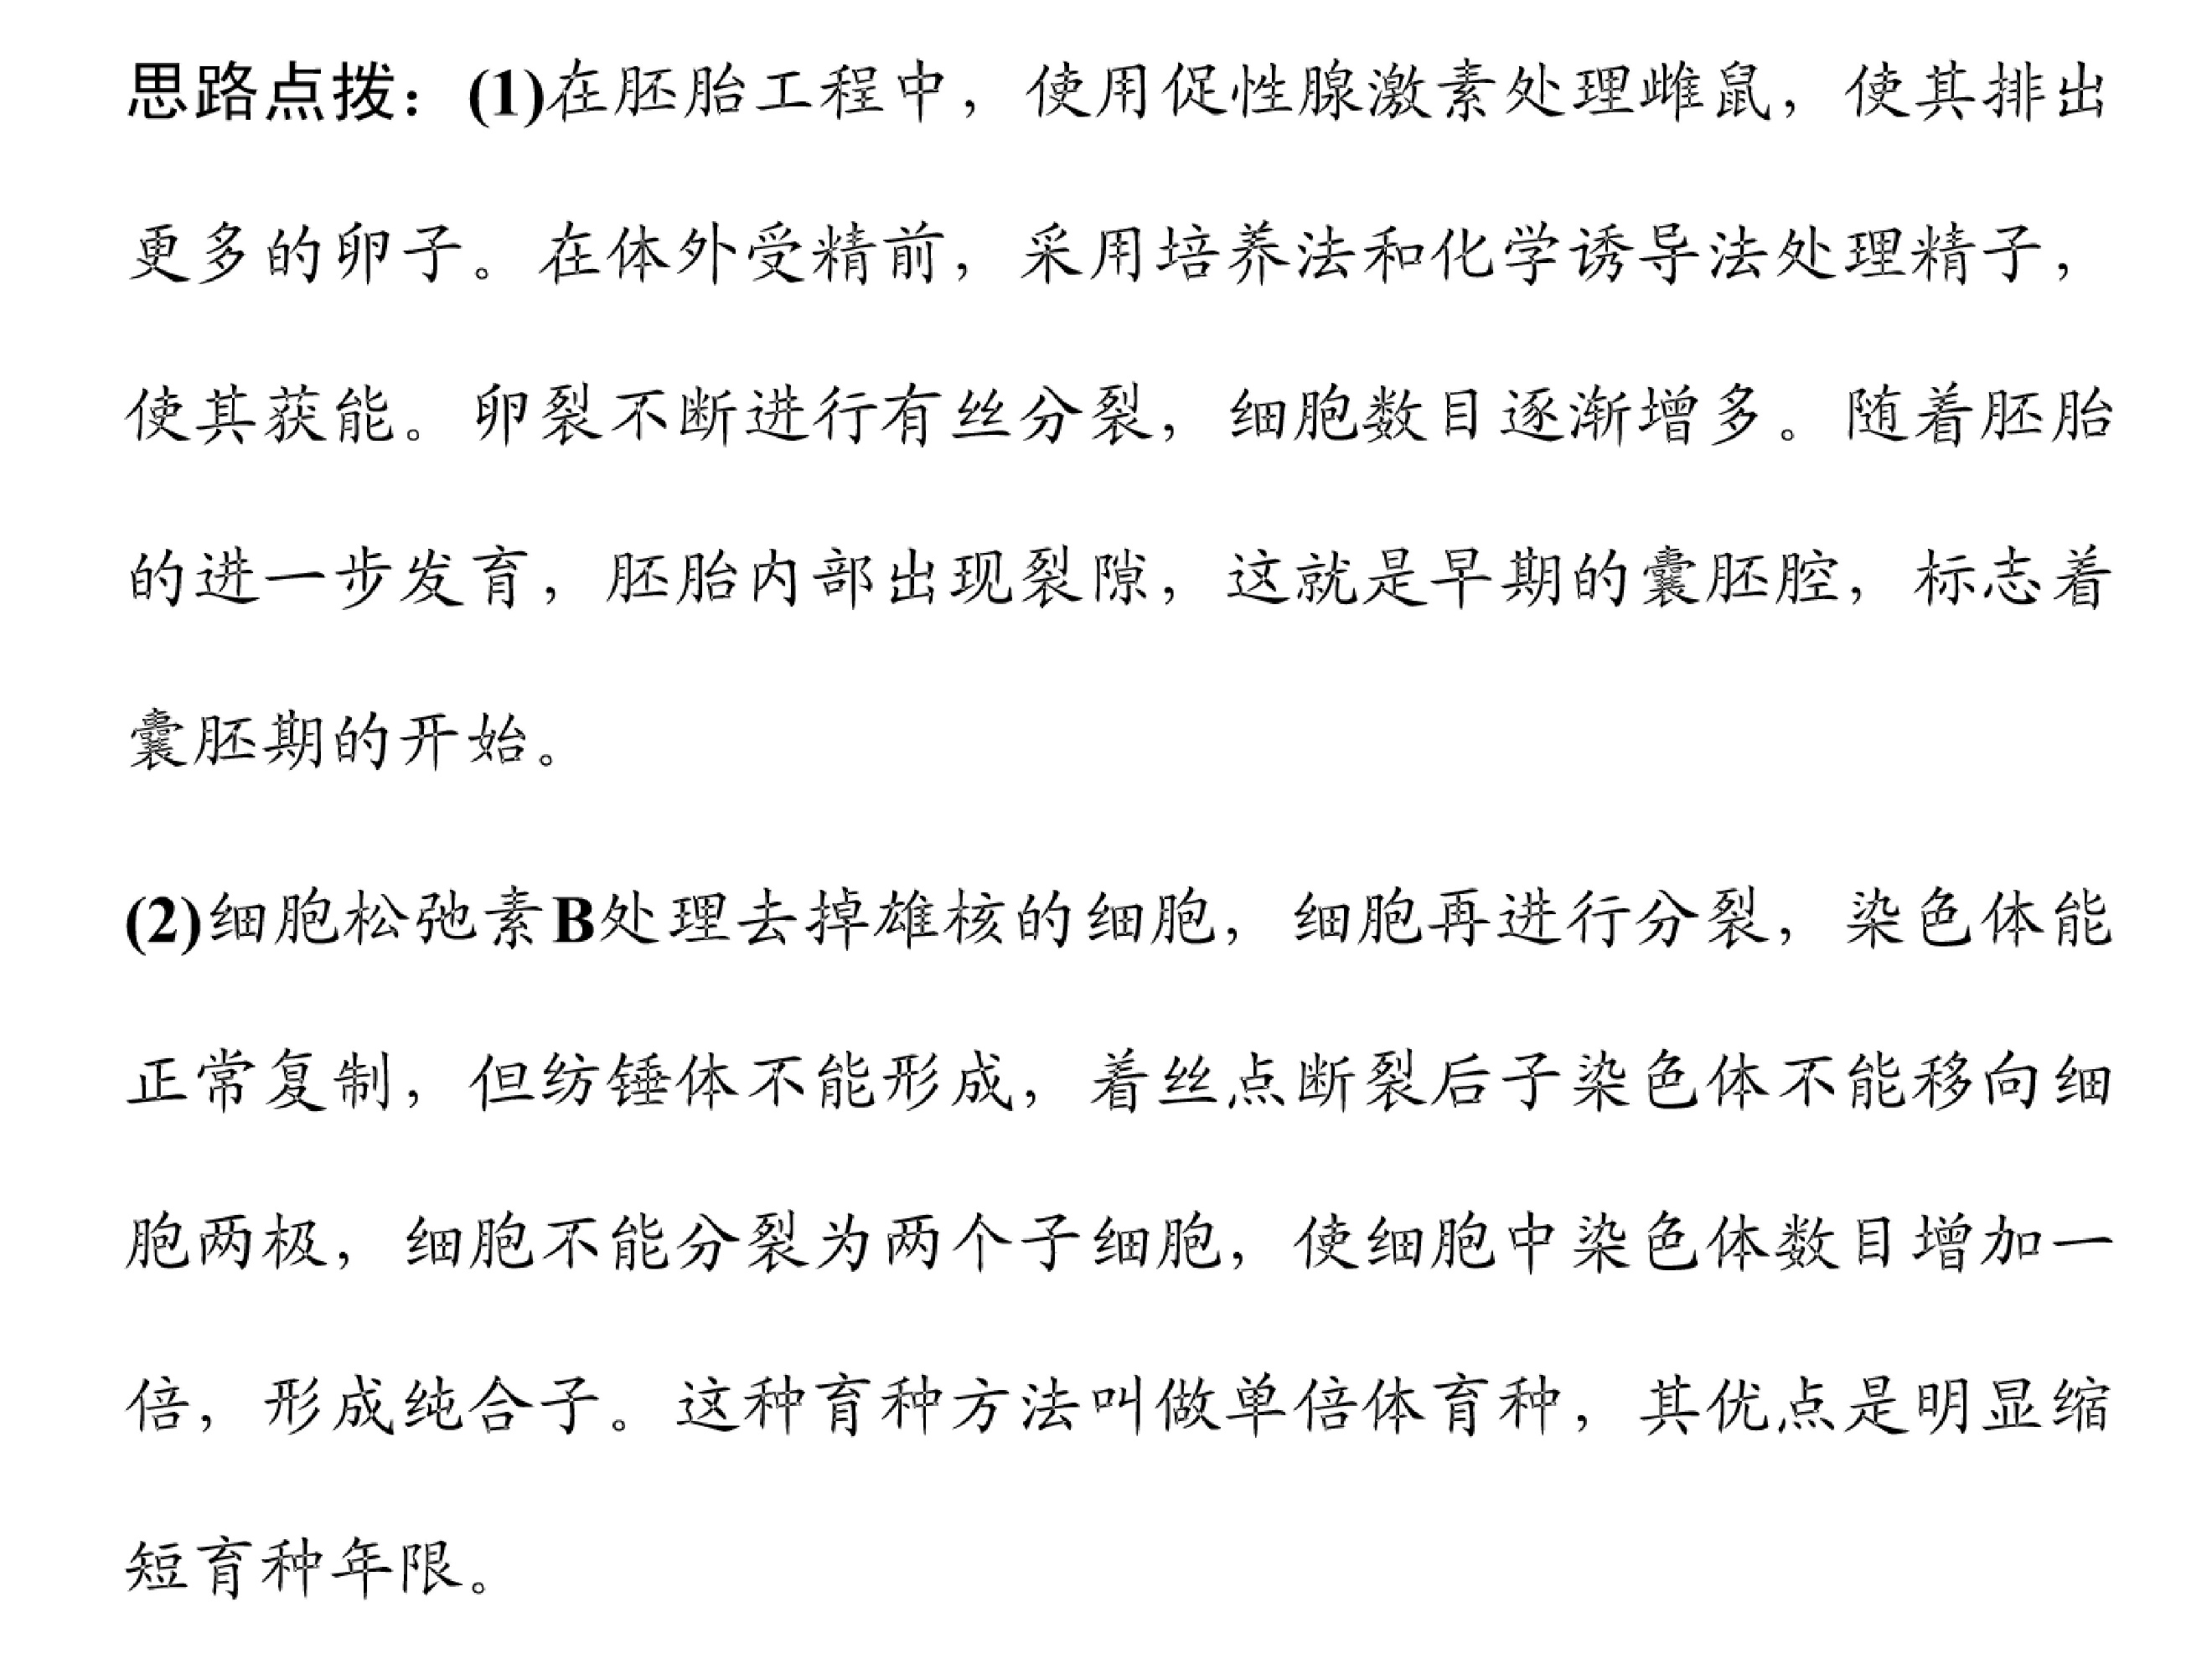 思路点拨：(1)在胚胎工程中，使用促性腺激素处理雌鼠，使其排出
更多的卵子。在体外受精前，采用培养法和化学诱导法处理精子，
使其获能。卵裂不断进行有丝分裂，细胞数目逐渐增多。随着胚胎
的进一步发育，胚胎内部出现裂隙，这就是早期的囊胚腔，标志着
囊胚期的开始。
(2)细胞松弛素B处理去掉雄核的细胞，细胞再进行分裂，染色体能
正常复制，但纺锤体不能形成，着丝点断裂后子染色体不能移向细
胞两极，细胞不能分裂为两个子细胞，使细胞中染色体数目增加一
倍，形成纯合子。这种育种方法叫做单倍体育种，其优点是明显缩
短育种年限。